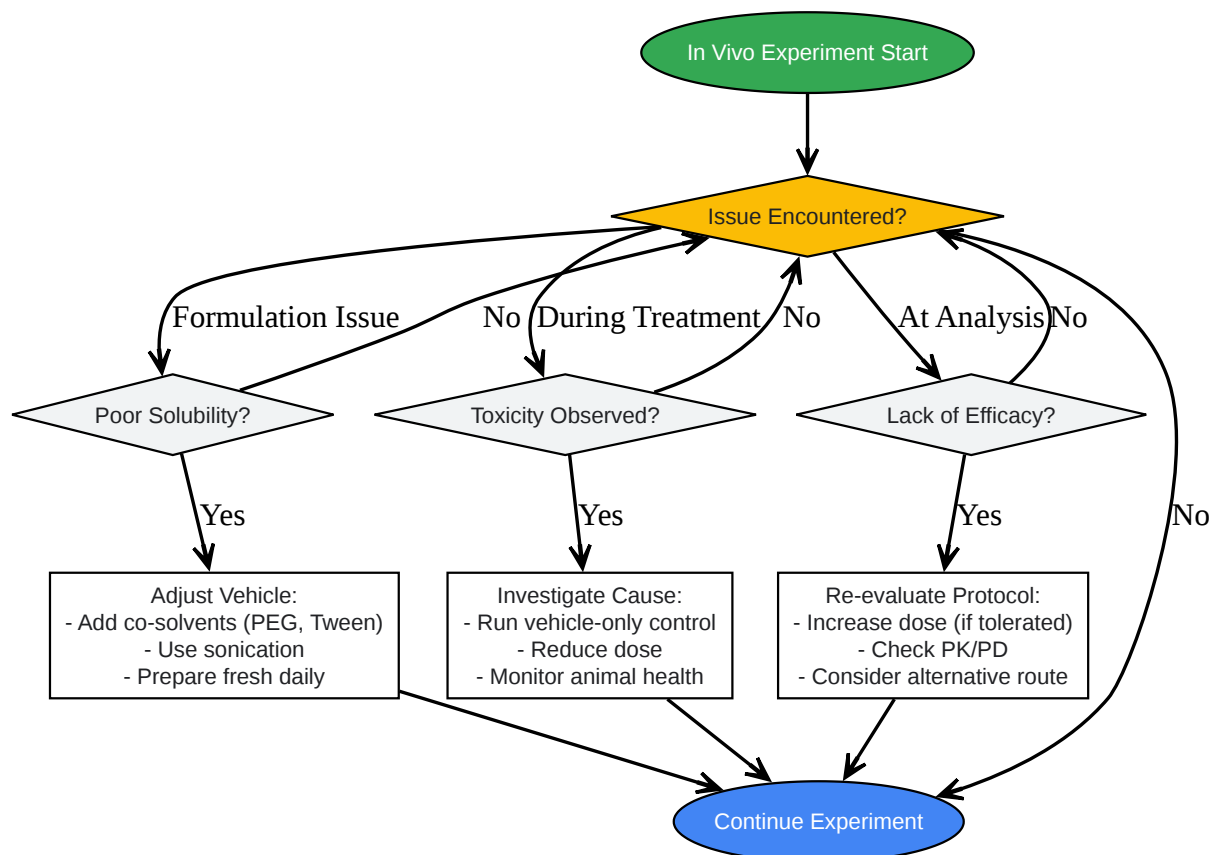 In Vivo Experiment Start
Issue Encountered?
Formulation Issue
No
During Treatment
No
At Analysis
No
Poor Solubility?
Toxicity Observed?
Lack of Efficacy?
Yes
Yes
Yes
No
Adjust Vehicle:
- Add co-solvents (PEG, Tween)
- Use sonication
- Prepare fresh daily
Investigate Cause:
- Run vehicle-only control
- Reduce dose
- Monitor animal health
Re-evaluate Protocol:
- Increase dose (if tolerated)
- Check PK/PD
- Consider alternative route
Continue Experiment